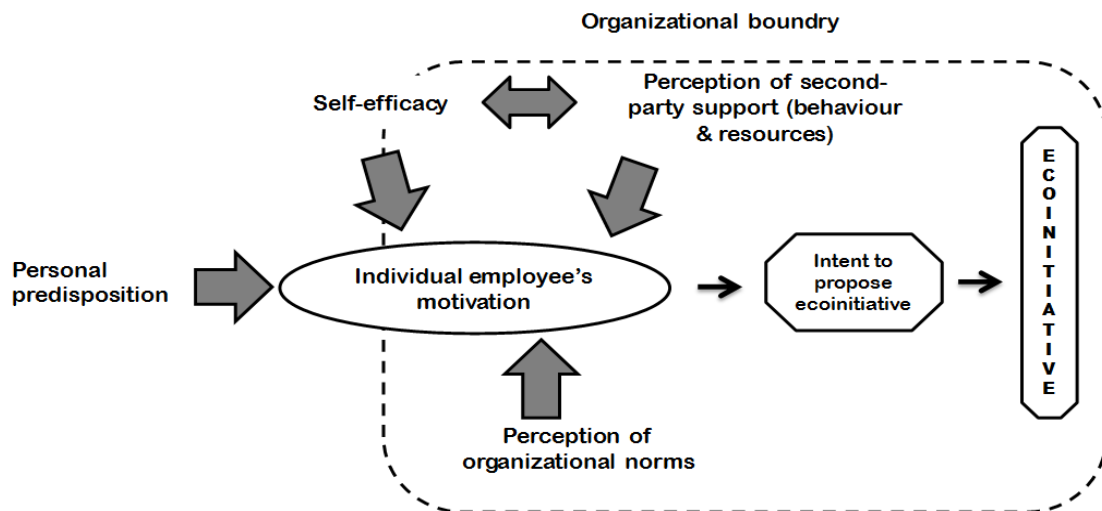 Organizational boundry
Self-efficacy
Perception of second-
party support (behaviour
& resources)
Personal
predisposition
Individual employee's
motivation
Intent to
propose
ecoinitiative
ECOINITIATIVE
Perception of
organizational norms